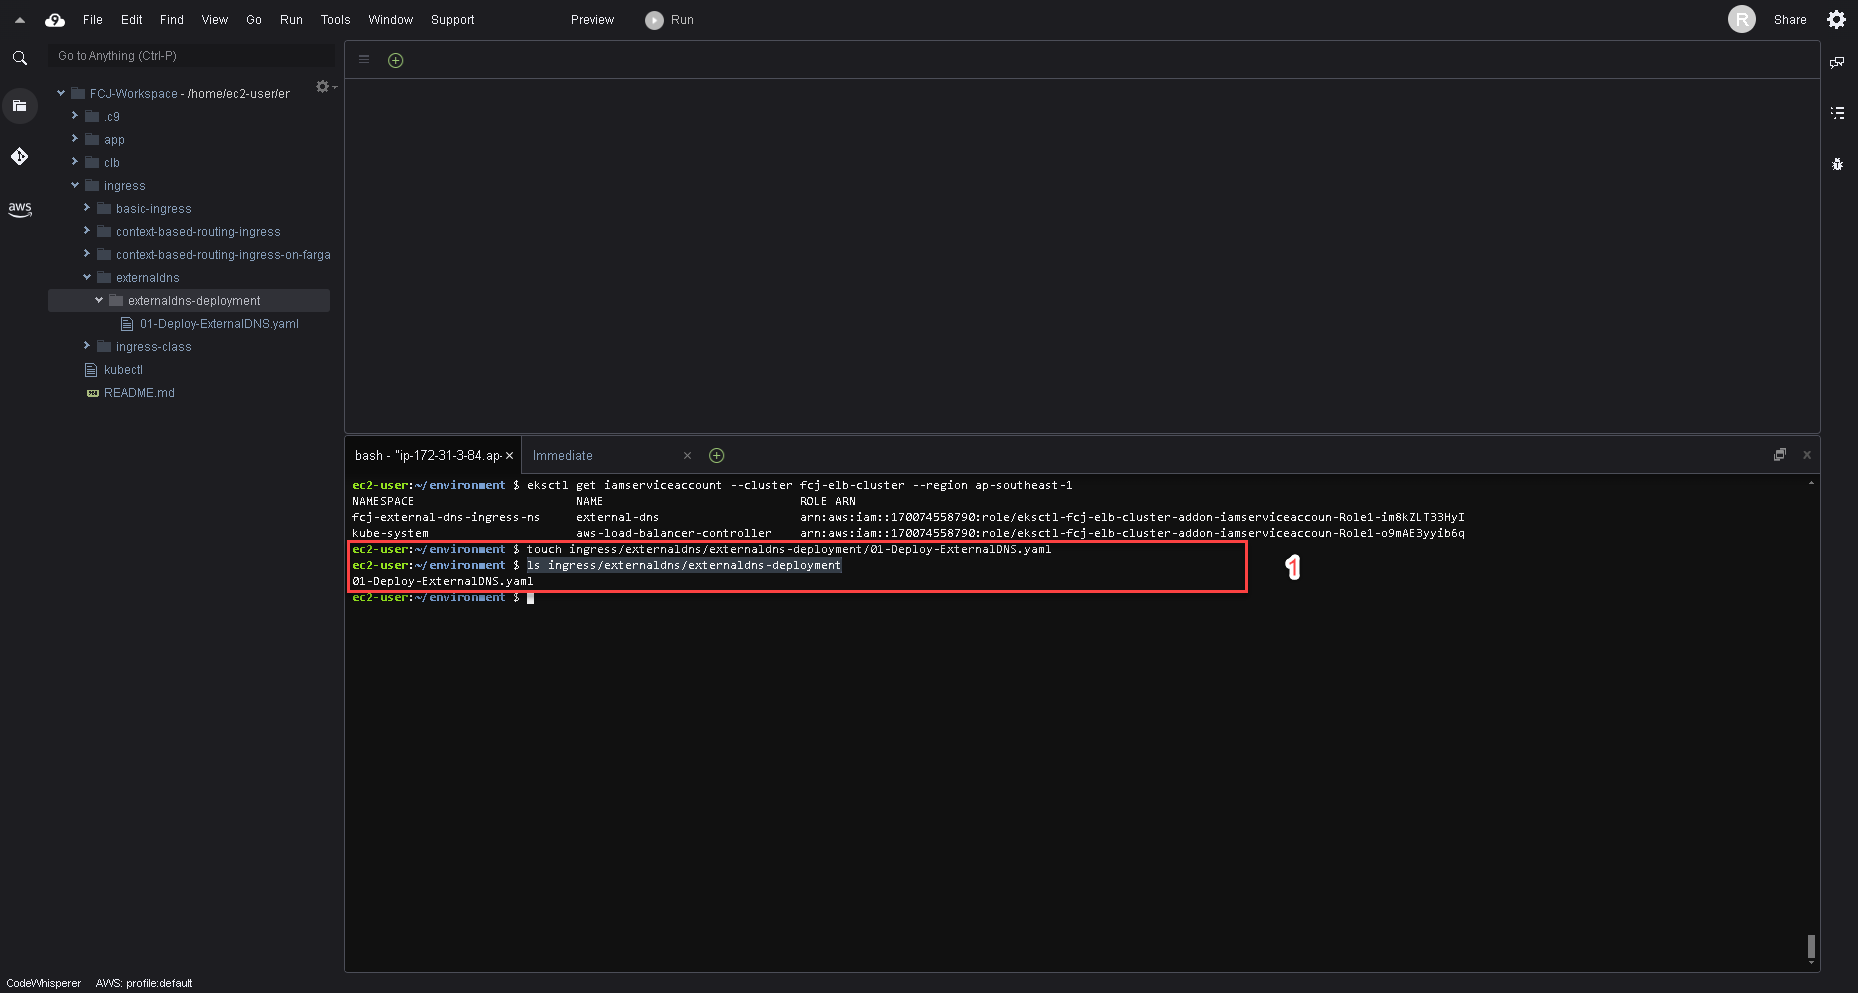 9 File Edit Find View Go Run Tools Window Support Preview Run R Share
Go to Anything (Ctrl-P)
FCJ-Workspace - /home/ec2-user/er
.c9
app
clb
ingress
aws
basic-ingress
context-based-routing-ingress
context-based-routing-ingress-on-farga
externaldns
externaldns-deployment
01-Deploy-ExternalDNS.yaml
ingress-class
kubectl
README.md
bash - "ip-172-31-3-84.ap- Immediate
ec2-user:~/environment $ eksctl get iamserviceaccount --cluster fcj-elb-cluster --region ap-southeast-1
NAMESPACE NAME ROLE ARN
fcj-external-dns-ingress-ns external-dns arn:aws:iam::170074558790:role/eksctl-fcj-elb-cluster-addon-iamserviceaccoun-Role1-im8kZLT33HyI
kube-system aws-load-balancer-controller arn:aws:iam::170074558790:role/eksctl-fcj-elb-cluster-addon-iamserviceaccoun-Role1-o9mAE3yyib6q
ec2-user:~/environment $ touch ingress/externaldns/externaldns-deployment/01-Deploy-ExternalDNS.yaml
ec2-user:~/environment $ ls ingress/externaldns/externaldns-deployment
01-Deploy-ExternalDNS.yaml
ec2-user:~/environment $
1
CodeWhisperer AWS: profile:default